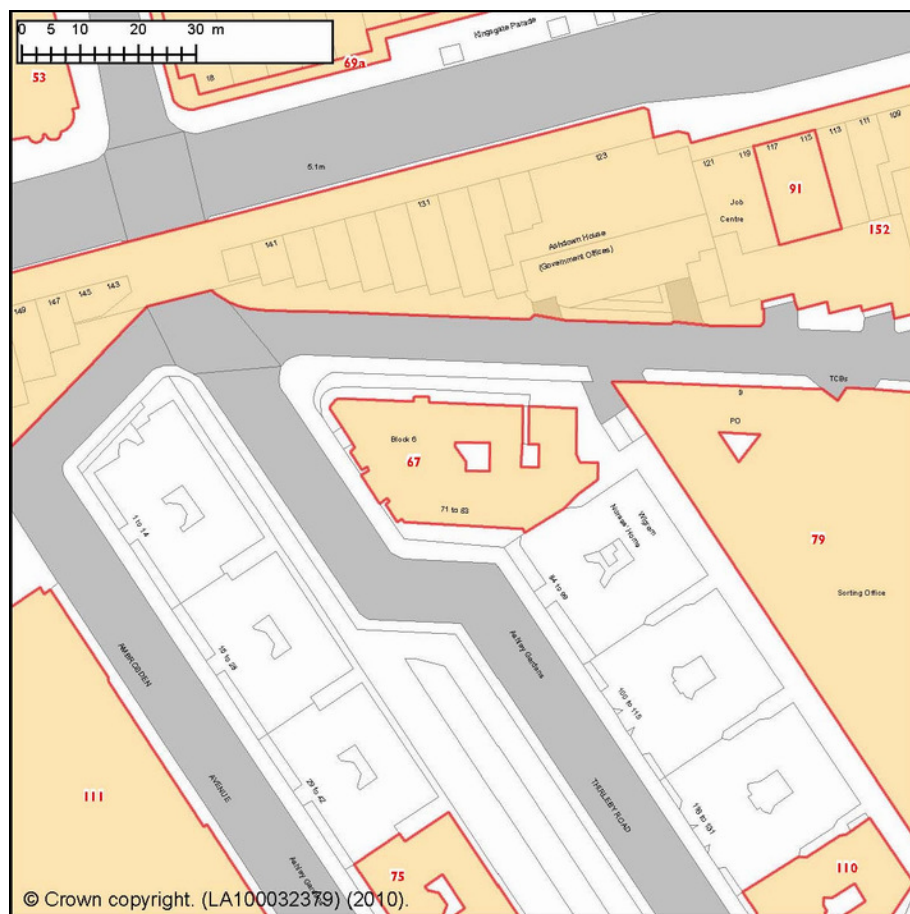 0 5 10 20 30 m
Kingsgate Parade
53
69a
18
6.1m
123
121
119
117
115
113
111
109
91
Job
Centre
152
131
141
Ashdown House
(Government Offices)
149
147
145
143
TCBs
9
PO
Block 6
67
71 to 83
79
Sorting Office
Wigram
Nurses' Home
1 to 14
84 to 99
Ashley Gardens
15 to 28
100 to 115
AMBROSDEN
AVENUE
29 to 42
THIRLEBY ROAD
116 to 131
111
75
110
© Crown copyright. (LA100032379) (2010).